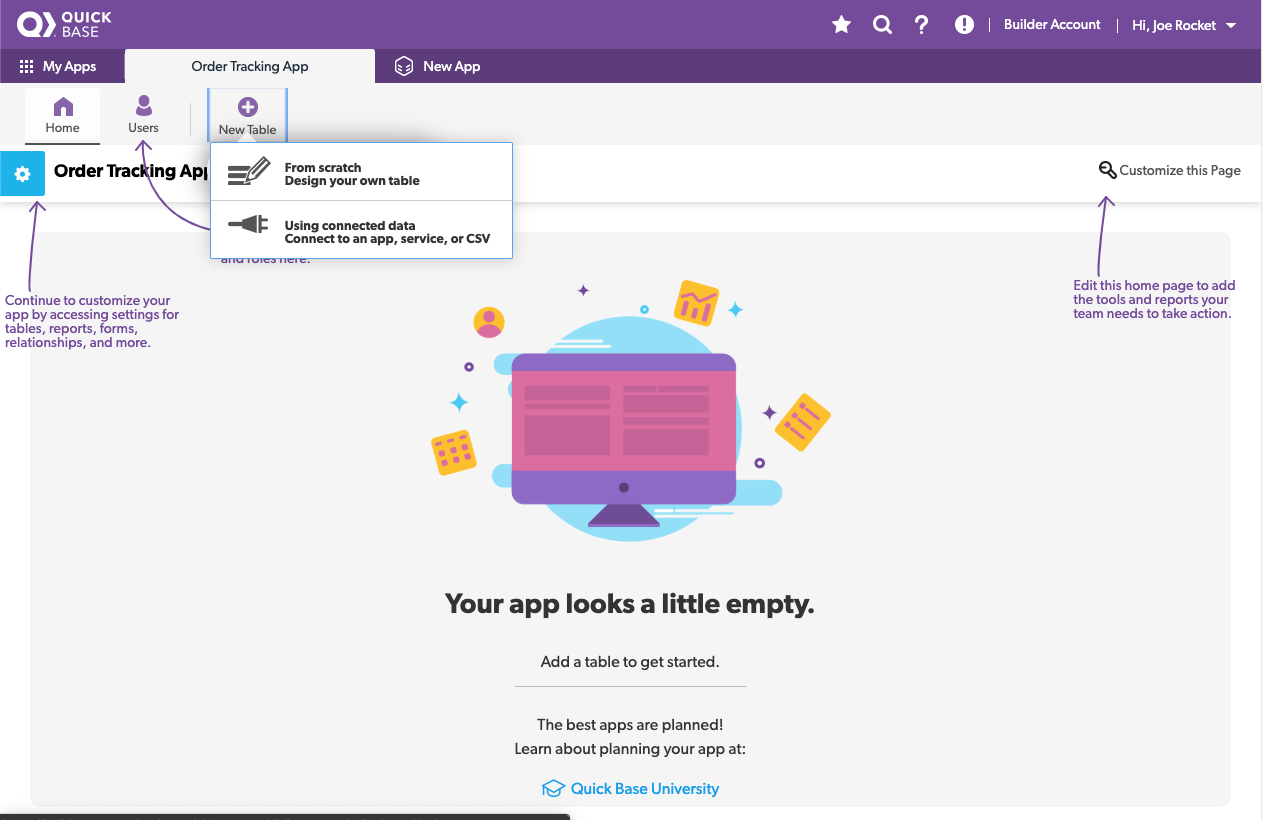 QUICK
BASE
Builder Account
Hi, Joe Rocket
My Apps
Order Tracking App
New App
Home
Users
New Table
Order Tracking App
From scratch
Design your own table
Using connected data
Connect to an app, service, or CSV
and roles here.
Customize this Page
Continue to customize your
app by accessing settings for
tables, reports, forms,
relationships, and more.
Edit this home page to add
the tools and reports your
team needs to take action.
Your app looks a little empty.
Add a table to get started.
The best apps are planned!
Learn about planning your app at:
Quick Base University